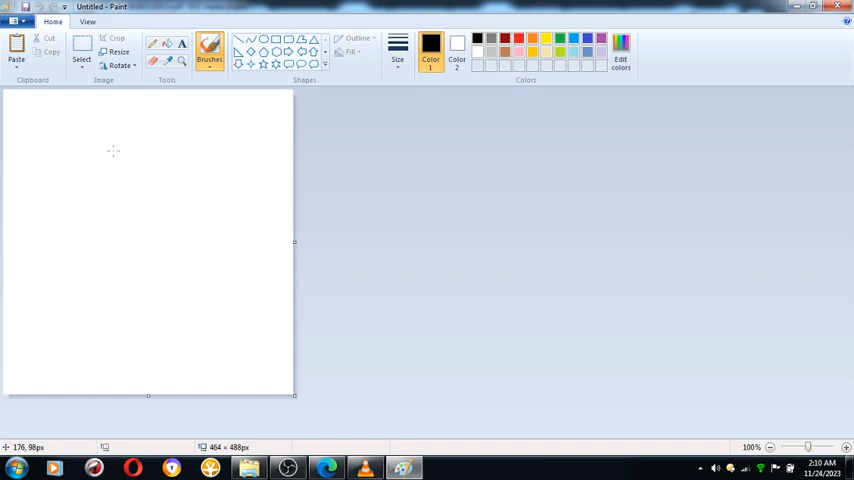 Untitled - Paint
Home View
Paste
Cut
Copy
Clipboard
Select
Crop
Resize
Rotate
Image
A
Tools
Brushes
Outline
Fill
Shapes
Size
Color 1
Color 2
Edit colors
Colors
176, 98px
464 × 488px
100%
2:10 AM
11/24/2023